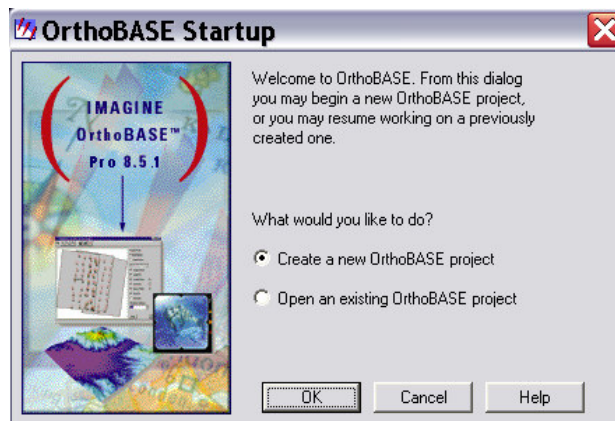 OrthoBASE Startup
IMAGINE
OrthoBASE™
Pro 8.5.1
Welcome to OrthoBASE. From this dialog
you may begin a new OrthoBASE project,
or you may resume working on a previously
created one.
What would you like to do?
Create a new OrthoBASE project
Open an existing OrthoBASE project
OK Cancel Help